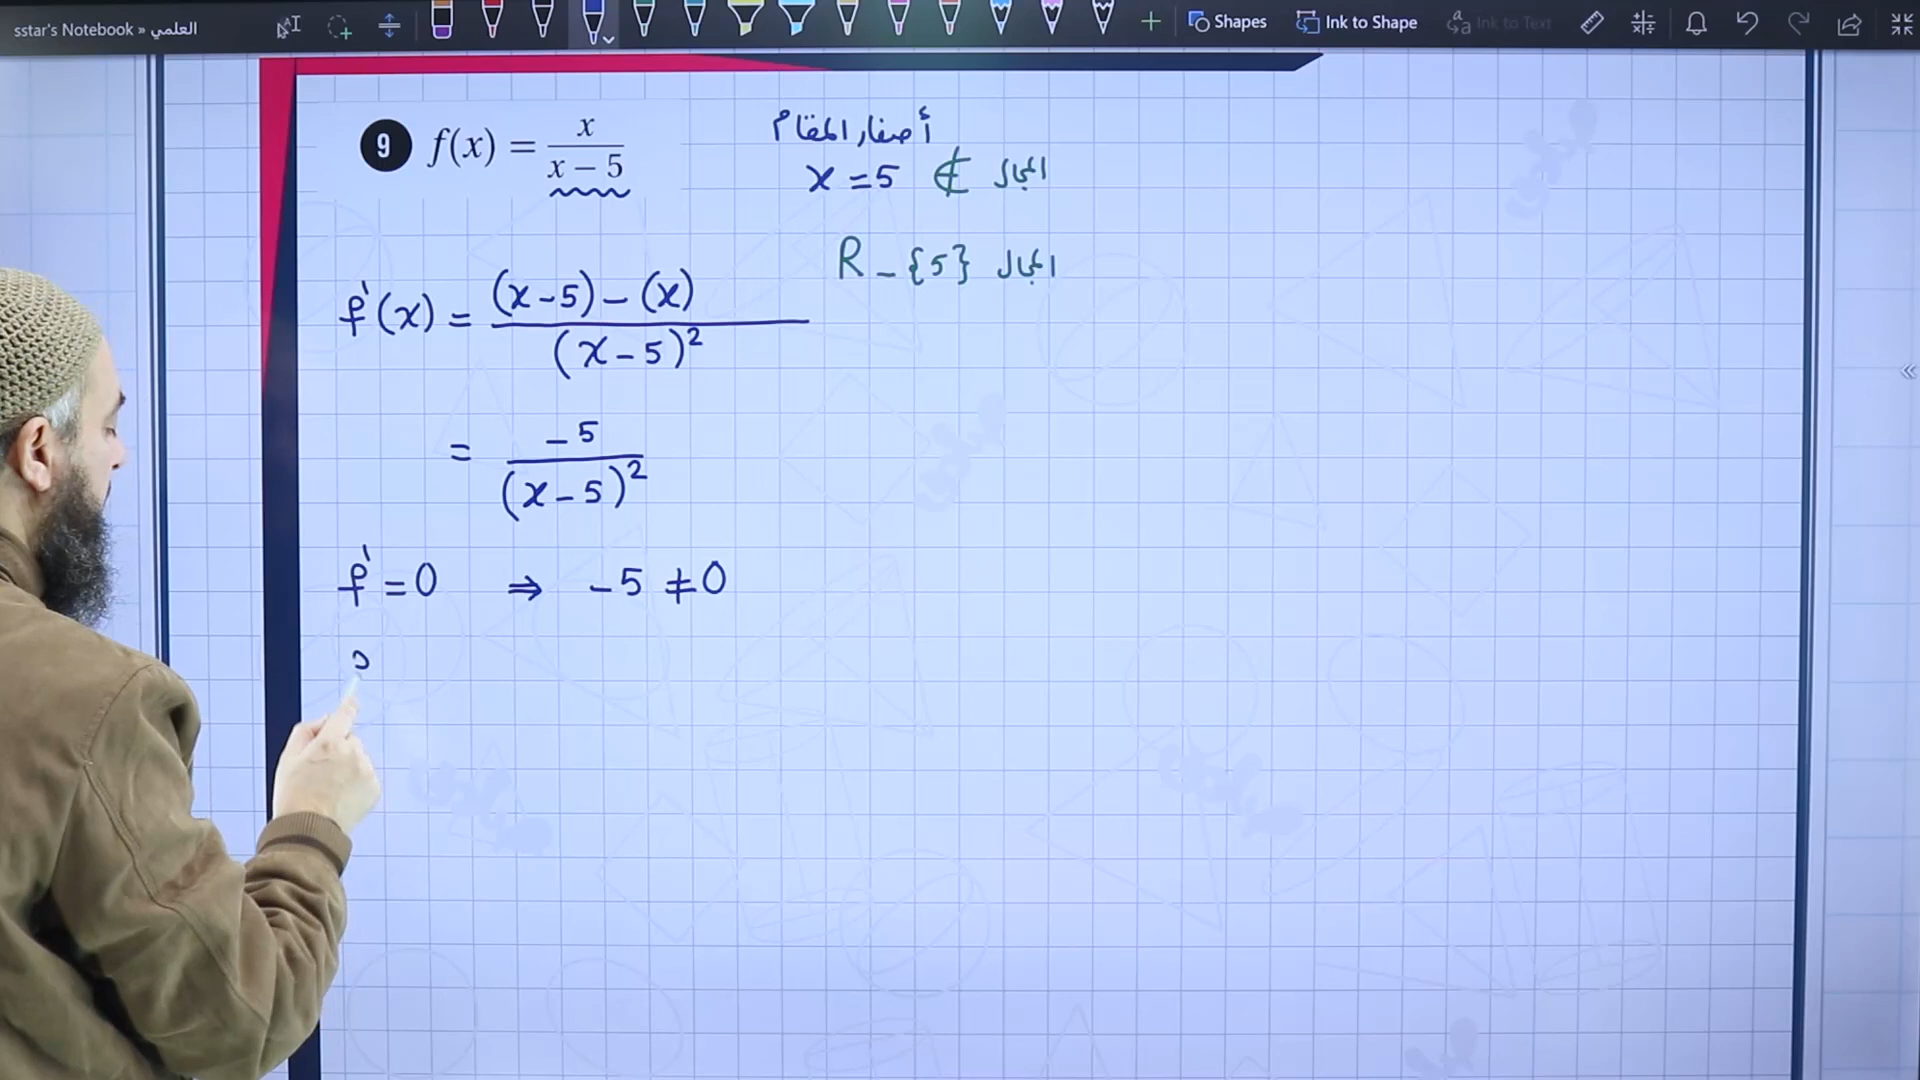 sstar's Notebook » العلمي
Shapes
Ink to Shape
Ink to Text
9 f(x) = x / (x − 5)
أصفار المقام
x = 5 ∉ المجال
R - {5} المجال
f'(x) = ((x-5) - (x)) / (x-5)²
= -5 / (x-5)²
f' = 0 ⇒ -5 ≠ 0